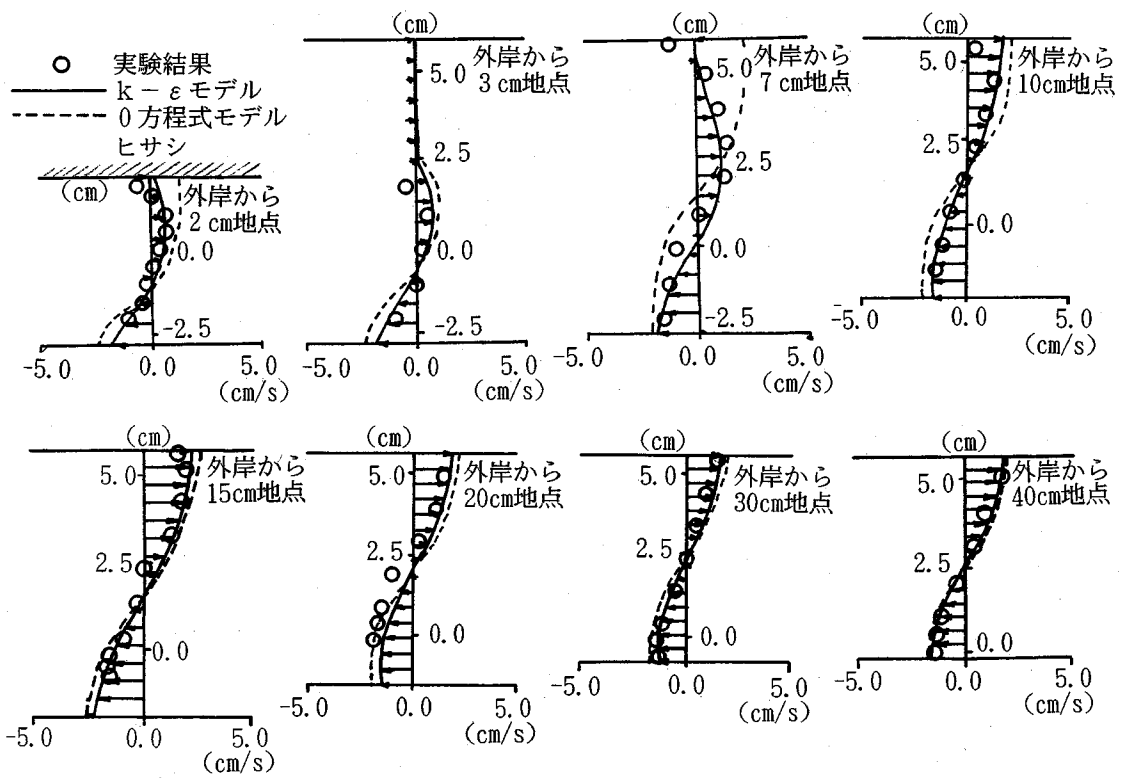 実験結果
k－εモデル
０方程式モデル
ヒサシ
(cm)
外岸から
2 cm地点
0.0
-2.5
-5.0 0.0 5.0
(cm/s)
(cm)
外岸から
3 cm地点
5.0
2.5
0.0
-2.5
-5.0 0.0 5.0
(cm/s)
(cm)
外岸から
7 cm地点
5.0
2.5
0.0
-2.5
-5.0 0.0 5.0
(cm/s)
(cm)
外岸から
10cm地点
5.0
2.5
0.0
-5.0 0.0 5.0
(cm/s)
(cm)
外岸から
15cm地点
5.0
2.5
0.0
-5.0 0.0 5.0
(cm/s)
(cm)
外岸から
20cm地点
5.0
2.5
0.0
-5.0 0.0 5.0
(cm/s)
(cm)
外岸から
30cm地点
5.0
2.5
0.0
-5.0 0.0 5.0
(cm/s)
(cm)
外岸から
40cm地点
5.0
2.5
0.0
-5.0 0.0 5.0
(cm/s)